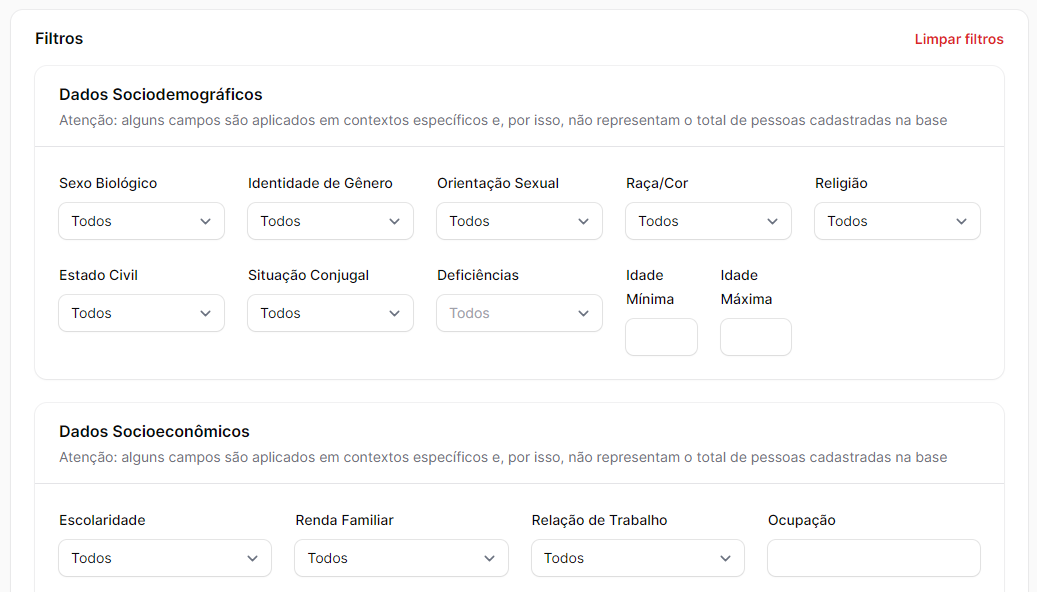 Filtros
Limpar filtros
Dados Sociodemográficos
Atenção: alguns campos são aplicados em contextos específicos e, por isso, não representam o total de pessoas cadastradas na base
Sexo Biológico
Identidade de Gênero
Orientação Sexual
Raça/Cor
Religião
Todos
Todos
Todos
Todos
Todos
Estado Civil
Situação Conjugal
Deficiências
Idade
Mínima
Idade
Máxima
Todos
Todos
Todos
Dados Socioeconômicos
Atenção: alguns campos são aplicados em contextos específicos e, por isso, não representam o total de pessoas cadastradas na base
Escolaridade
Renda Familiar
Relação de Trabalho
Ocupação
Todos
Todos
Todos